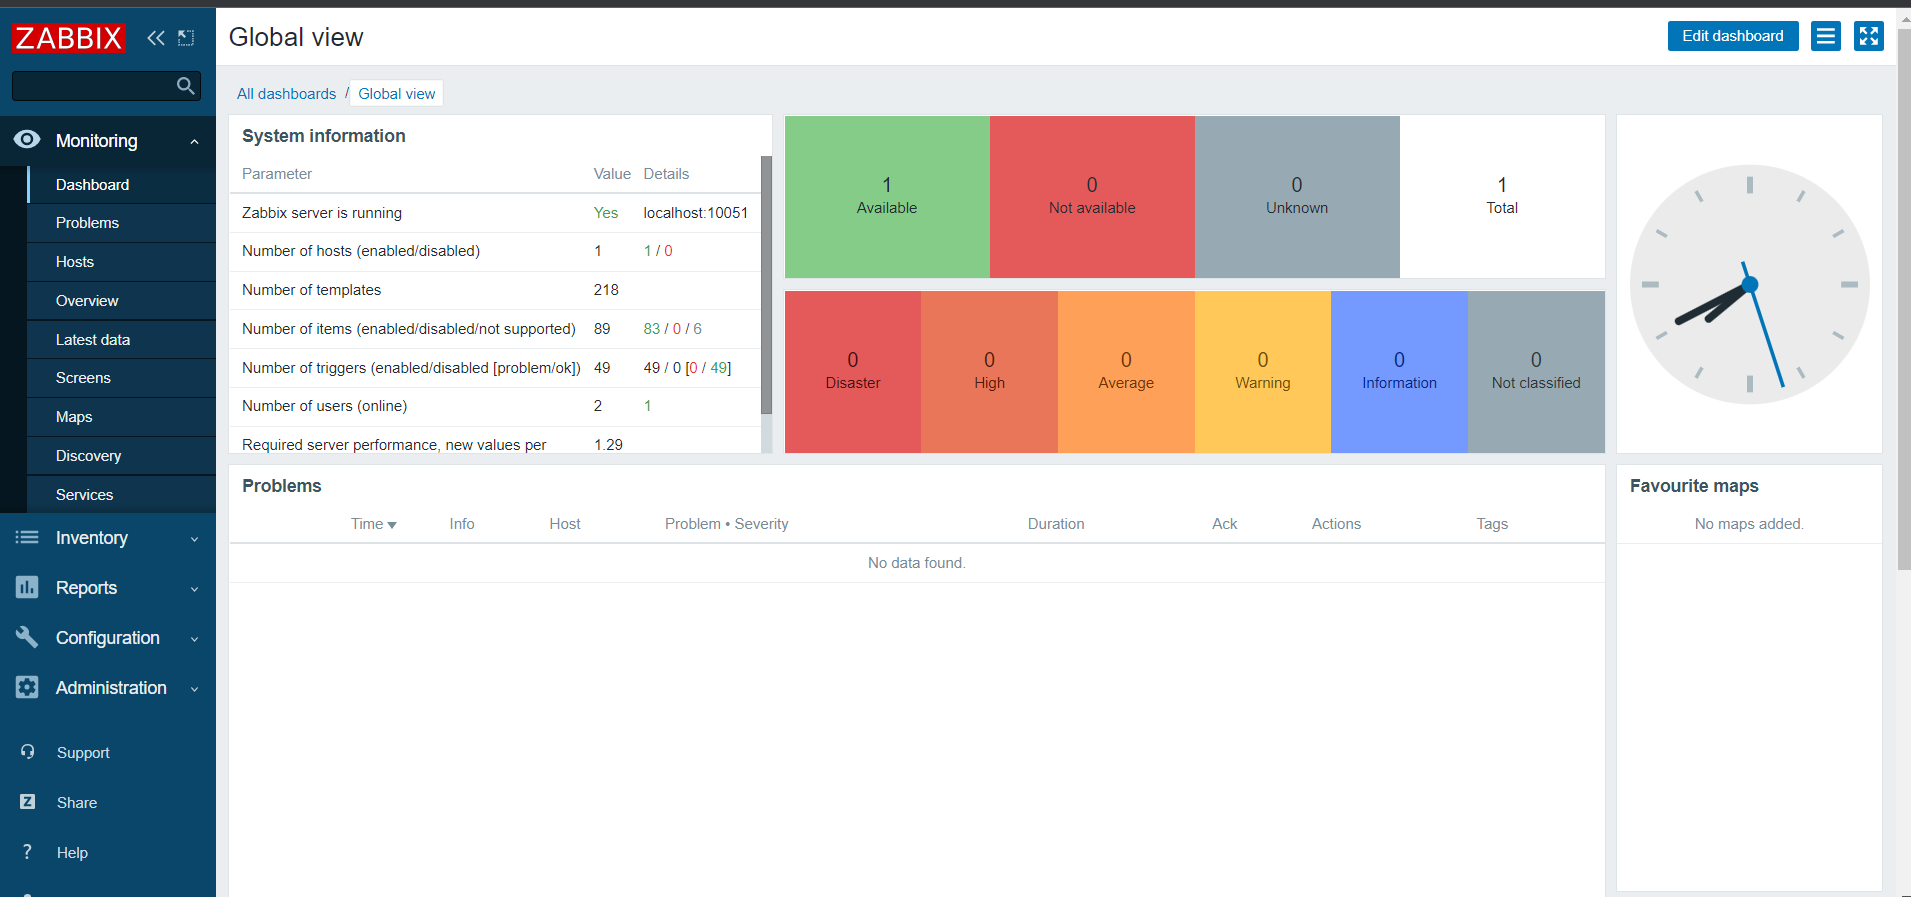 ZABBIX
Global view
Edit dashboard
All dashboards / Global view
Monitoring
Dashboard
Problems
Hosts
Overview
Latest data
Screens
Maps
Discovery
Services
Inventory
Reports
Configuration
Administration
Support
Z Share
? Help
System information
Parameter Value Details
Zabbix server is running Yes localhost:10051
Number of hosts (enabled/disabled) 1 1 / 0
Number of templates 218
Number of items (enabled/disabled/not supported) 89 83 / 0 / 6
Number of triggers (enabled/disabled [problem/ok]) 49 49 / 0 [0 / 49]
Number of users (online) 2 1
Required server performance, new values per 1.29
1 0 0 1
Available Not available Unknown Total
0 0 0 0 0 0
Disaster High Average Warning Information Not classified
Problems
Time Info Host Problem • Severity Duration Ack Actions Tags
No data found.
Favourite maps
No maps added.